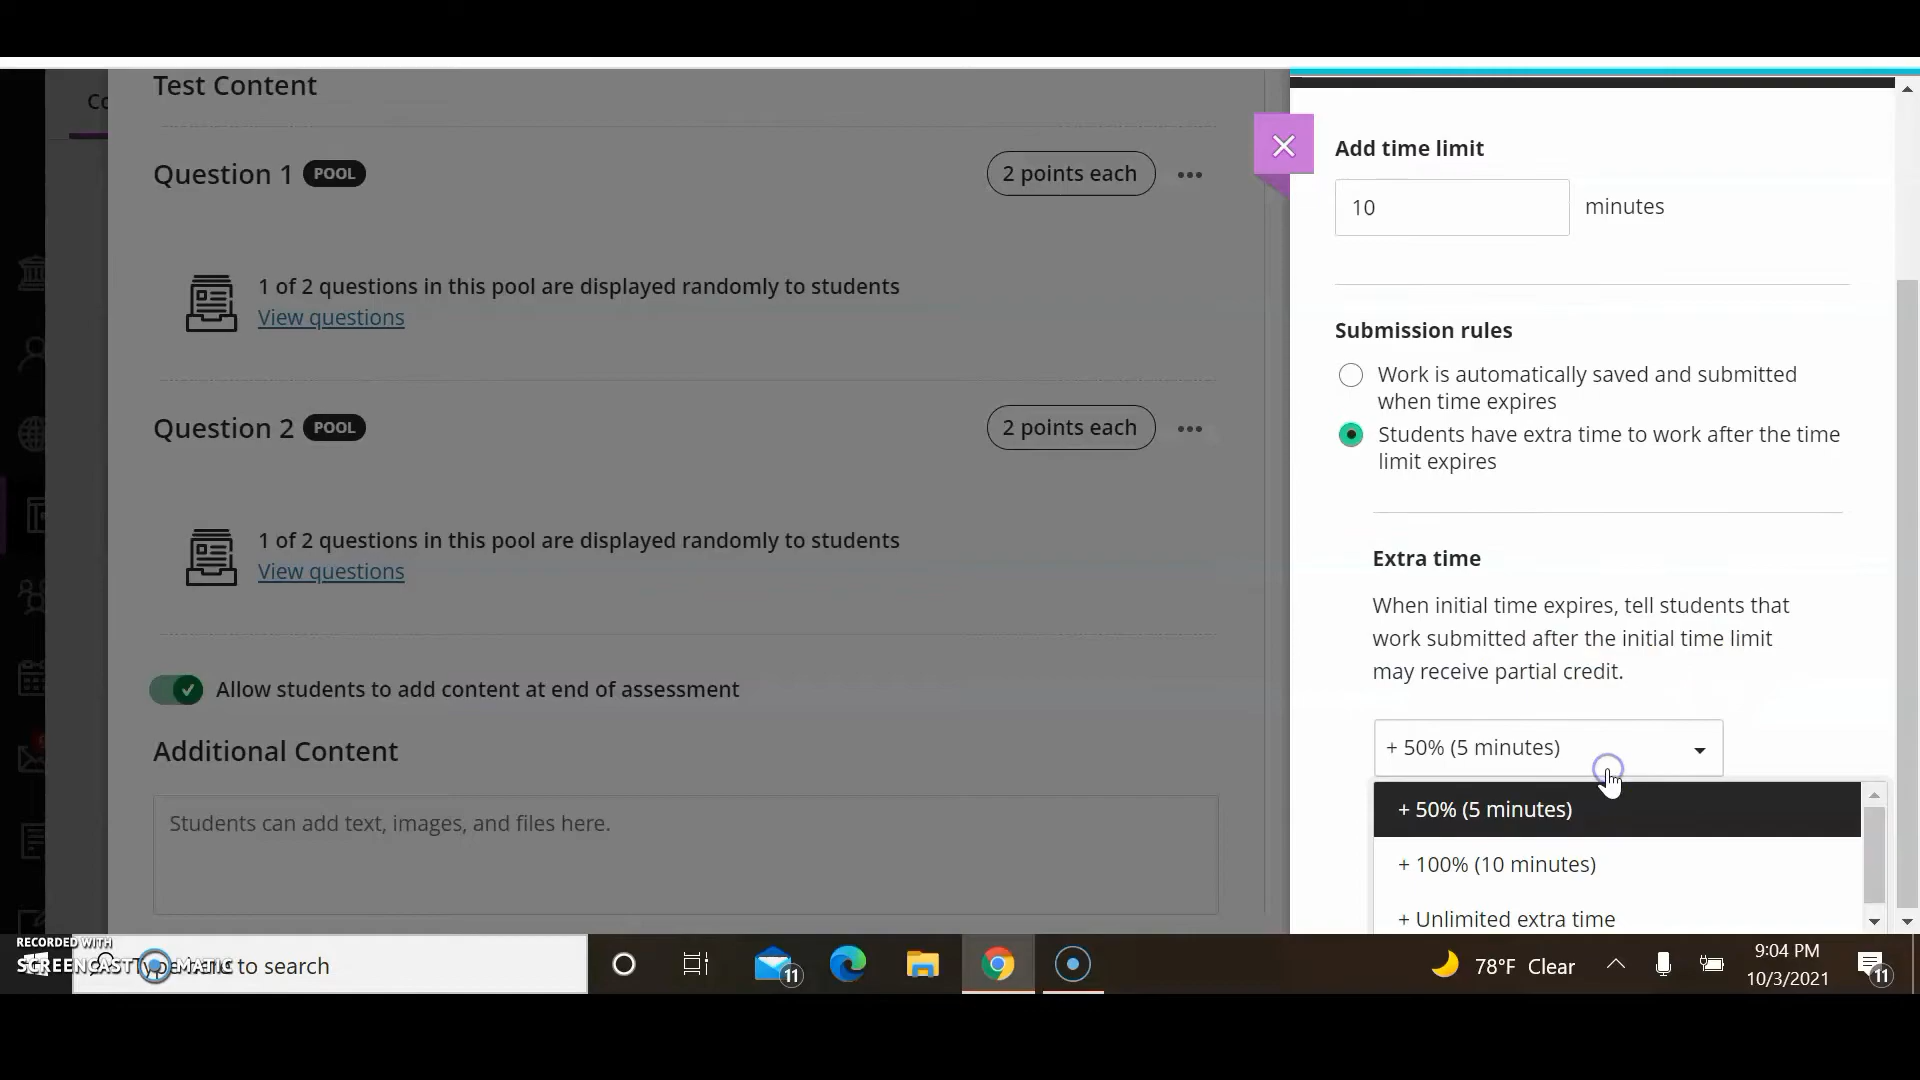 Test Content
Co
Question 1 POOL
2 points each
1 of 2 questions in this pool are displayed randomly to students
View questions
Question 2 POOL
2 points each
1 of 2 questions in this pool are displayed randomly to students
View questions
Allow students to add content at end of assessment
Additional Content
Students can add text, images, and files here.
Add time limit
10 minutes
Submission rules
Work is automatically saved and submitted
when time expires
Students have extra time to work after the time
limit expires
Extra time
When initial time expires, tell students that
work submitted after the initial time limit
may receive partial credit.
+ 50% (5 minutes)
+ 50% (5 minutes)
+ 100% (10 minutes)
+ Unlimited extra time
RECORDED WITH
SCREENCAST MATIC
Type here to search
11
78°F Clear
9:04 PM
10/3/2021
11